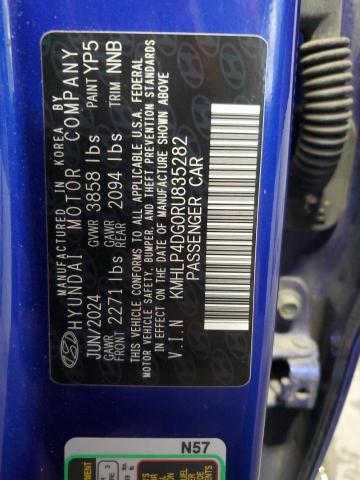 MANUFACTURED IN KOREA BY
HYUNDAI MOTOR COMPANY
JUN/2024 GVWR 3858 lbs PAINT YP5
GAWR FRONT 2271 lbs GAWR REAR 2094 lbs TRIM NNB
THIS VEHICLE CONFORMS TO ALL APPLICABLE U.S.A. FEDERAL
MOTOR VEHICLE SAFETY, BUMPER, AND THEFT PREVENTION STANDARDS
IN EFFECT ON THE DATE OF MANUFACTURE SHOWN ABOVE.
V.I.N KMHLP4DG0RU835282
PASSENGER CAR
N57